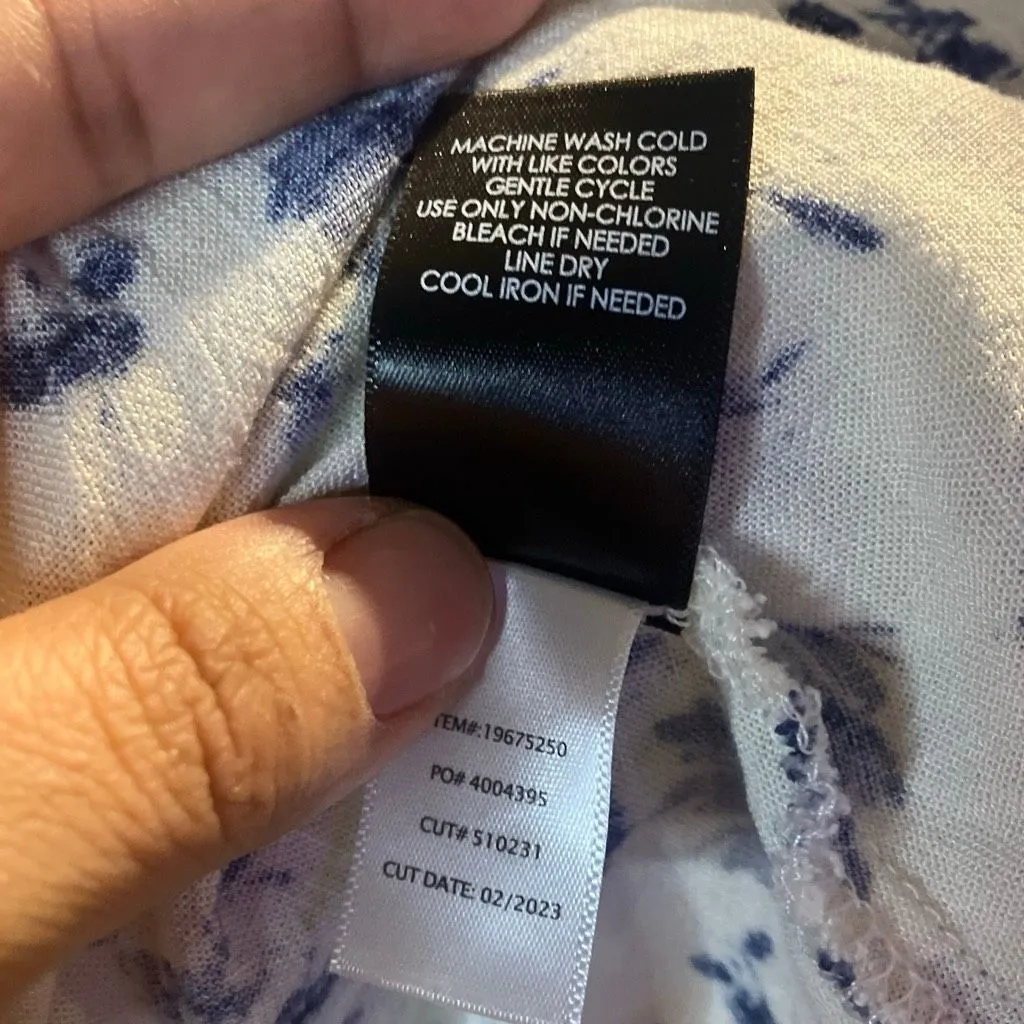 MACHINE WASH COLD
WITH LIKE COLORS
GENTLE CYCLE
USE ONLY NON-CHLORINE
BLEACH IF NEEDED
LINE DRY
COOL IRON IF NEEDED
ITEM#:19675250
PO# 4004395
CUT# 510231
CUT DATE: 02/2023